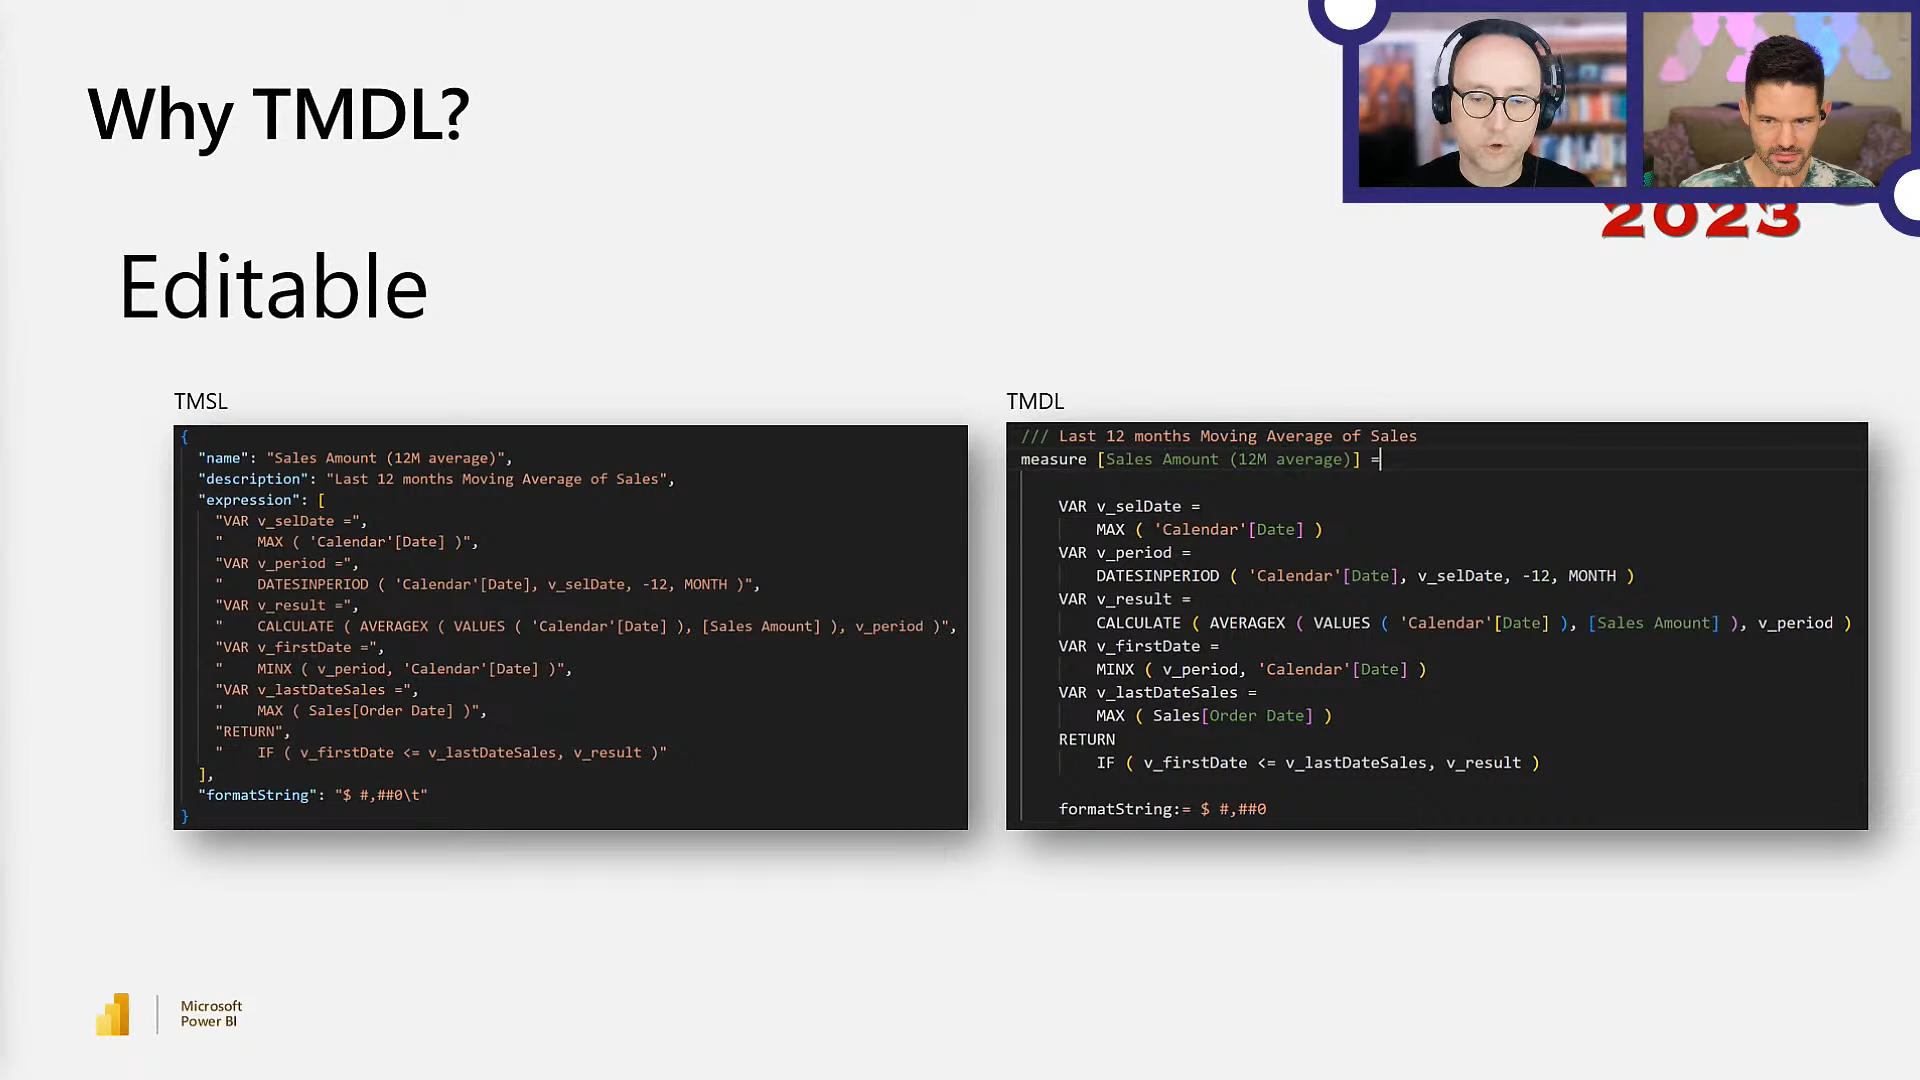 Why TMDL?
2023
Editable
TMSL
{
"name": "Sales Amount (12M average)",
"description": "Last 12 months Moving Average of Sales",
"expression": [
"VAR v_selDate =",
"    MAX ( 'Calendar'[Date] )",
"VAR v_period =",
"    DATESINPERIOD ( 'Calendar'[Date], v_selDate, -12, MONTH )",
"VAR v_result =",
"    CALCULATE ( AVERAGEX ( VALUES ( 'Calendar'[Date] ), [Sales Amount] ), v_period )",
"VAR v_firstDate =",
"    MINX ( v_period, 'Calendar'[Date] )",
"VAR v_lastDateSales =",
"    MAX ( Sales[Order Date] )",
"RETURN",
"    IF ( v_firstDate <= v_lastDateSales, v_result )"
],
"formatString": "$ #,##0\t"
}
TMDL
/// Last 12 months Moving Average of Sales
measure [Sales Amount (12M average)] =
VAR v_selDate =
MAX ( 'Calendar'[Date] )
VAR v_period =
DATESINPERIOD ( 'Calendar'[Date], v_selDate, -12, MONTH )
VAR v_result =
CALCULATE ( AVERAGEX ( VALUES ( 'Calendar'[Date] ), [Sales Amount] ), v_period )
VAR v_firstDate =
MINX ( v_period, 'Calendar'[Date] )
VAR v_lastDateSales =
MAX ( Sales[Order Date] )
RETURN
IF ( v_firstDate <= v_lastDateSales, v_result )
formatString:= $ #,##0
Microsoft
Power BI